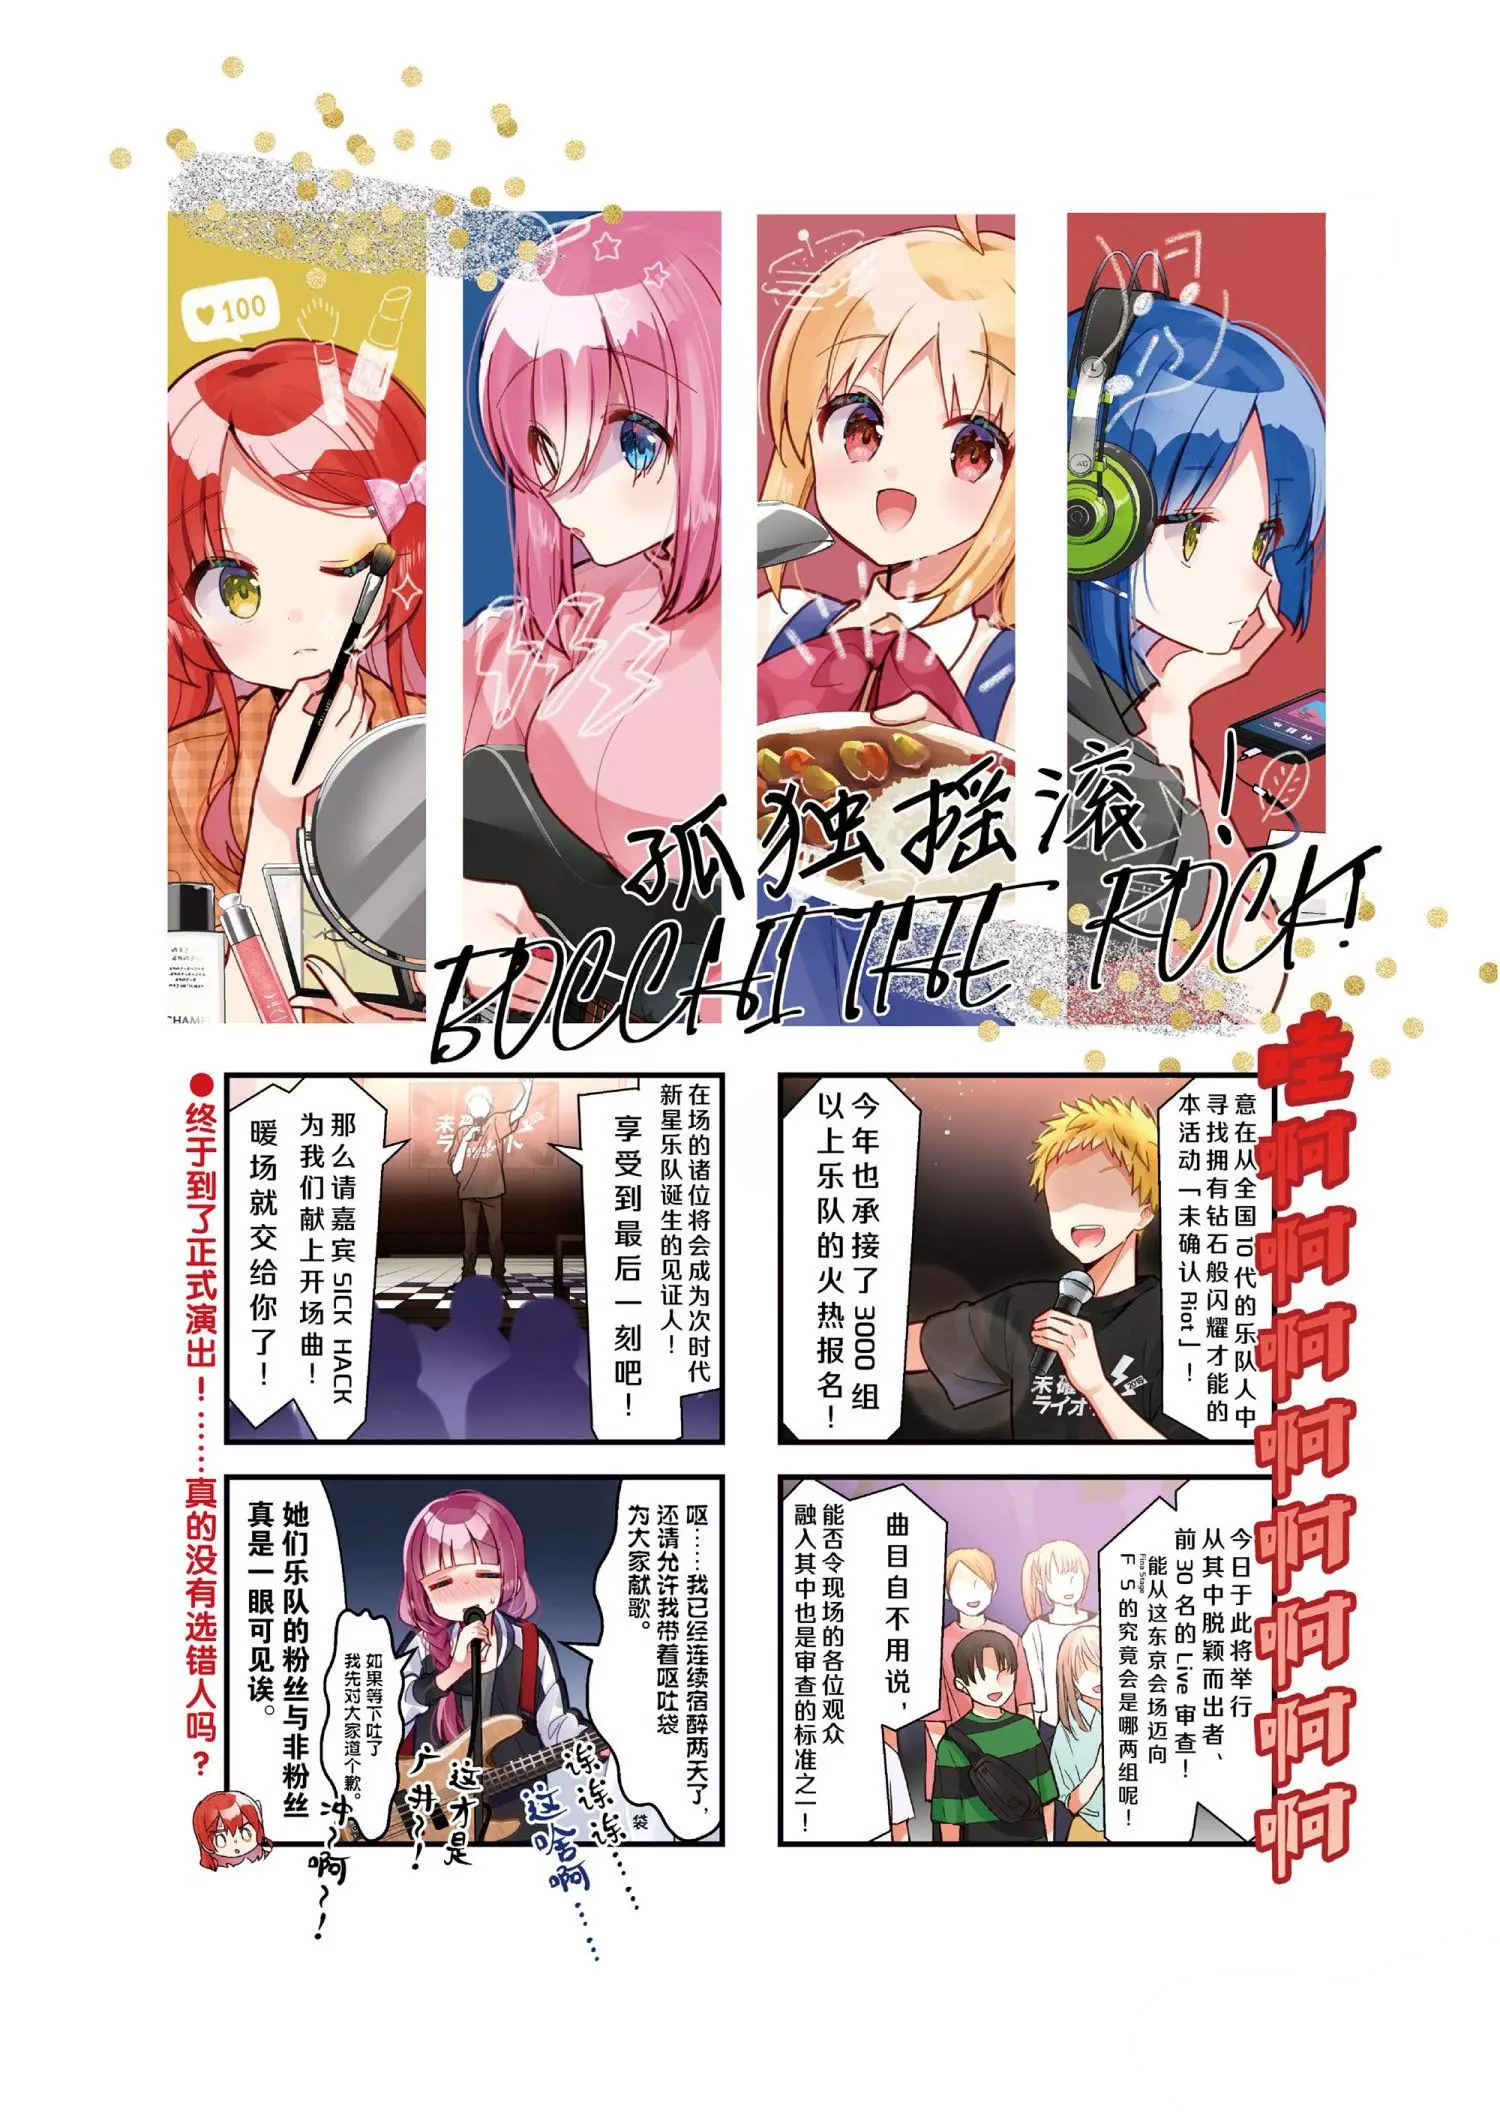 100
CHAME
L
AKG
孤独摇滚！
BOCCHI THE ROCK!
哇啊啊啊啊啊啊啊啊
意在从全国10代的乐队人中
寻找拥有钻石般闪耀才能的
本活动「未确认Riot」！
今年也承接了3000组
以上乐队的火热报名！
未確
ライオ
2018
今日于此将举行
从其中脱颖而出者、
前30名的Live审查！
能从这东京会场迈向
Fina Stage
FS的究竟会是哪两组呢！
曲目自不用说，
能否令现场的各位观众
融入其中也是审查的标准之一！
在场的诸位将会成为次时代
新星乐队诞生的见证人！
享受到最后一刻吧！
那么请嘉宾SICK HACK
为我们献上开场曲！
暖场就交给你了！
呕……我已经连续宿醉两天了，
还请允许我带着呕吐袋
为大家献歌。
袋
如果等下吐了
我先对大家道个歉。
她们乐队的粉丝与非粉丝
真是一眼可见诶。
诶诶诶……
这啥啊……
这才是
广井~！
冲~啊~！
●终于到了正式演出！……真的没有选错人吗？